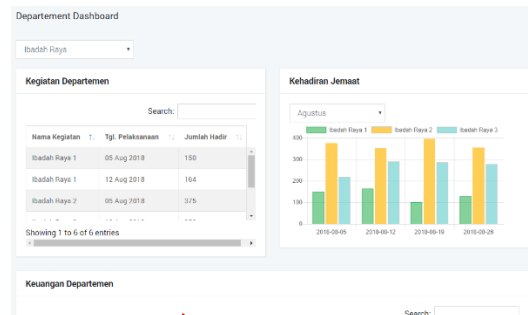 Departement Dashboard
Ibadah Raya
Kegiatan Departemen
Search:
Nama Kegiatan Tgl. Pelaksanaan Jumlah Hadir
Ibadah Raya 1 05 Aug 2018 150
Ibadah Raya 1 12 Aug 2018 164
Ibadah Raya 2 05 Aug 2018 375
Showing 1 to 6 of 6 entries
Kehadiran Jemaat
Agustus
Ibadah Raya 1 Ibadah Raya 2 Ibadah Raya 3
400
300
200
100
0
2018-08-05 2018-08-12 2018-08-19 2018-08-26
Keuangan Departemen
Search: